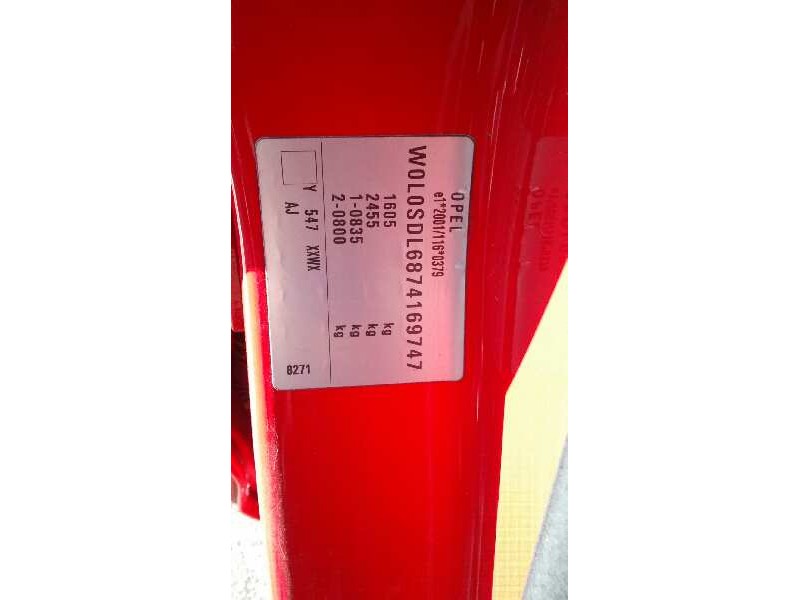 OPEL
e1*2001/116*0379
W0L0SDL6874169747
1605 kg
2455 kg
1-0835 kg
2-0800 kg
Y 547 XXWX
AJ 8271